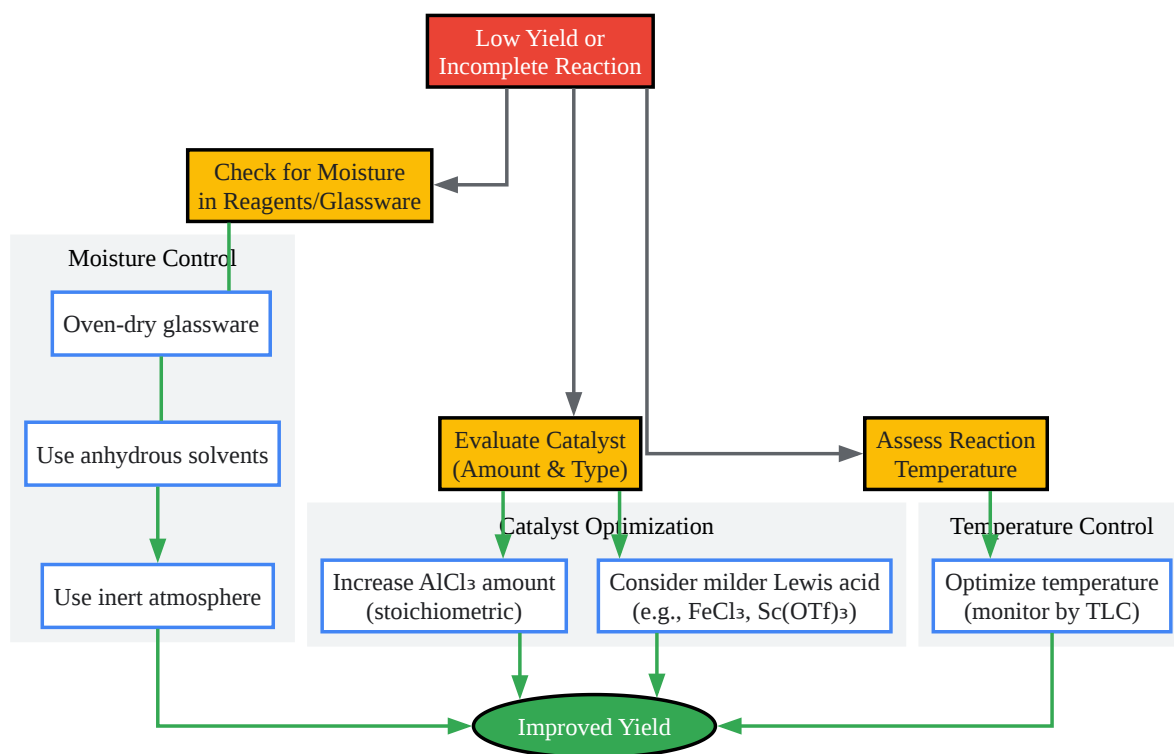 Low Yield or
Incomplete Reaction
Check for Moisture
in Reagents/Glassware
Moisture Control
Oven-dry glassware
Use anhydrous solvents
Use inert atmosphere
Evaluate Catalyst
(Amount & Type)
Catalyst Optimization
Increase AlCl₃ amount
(stoichiometric)
Consider milder Lewis acid
(e.g., FeCl₃, Sc(OTf)₃)
Assess Reaction
Temperature
Temperature Control
Optimize temperature
(monitor by TLC)
Improved Yield